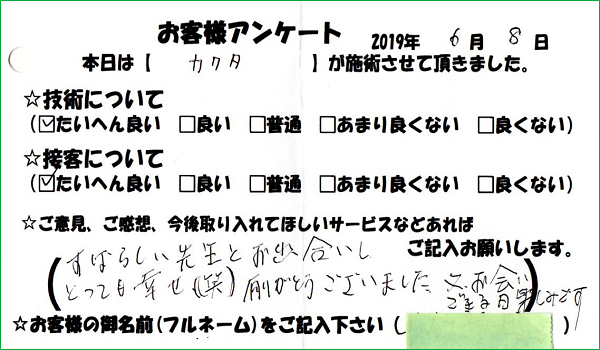 お客様アンケート 2019年 6月 8日
本日は【 カクタ 】が施術させて頂きました。
☆技術について
(☑たいへん良い □良い □普通 □あまり良くない □良くない)
☆接客について
(☑たいへん良い □良い □普通 □あまり良くない □良くない)
☆ご意見、ご感想、今後取り入れてほしいサービスなどあれば
ご記入お願いします。
(すばらしい先生とお出会いし
とっても幸せ(笑) ありがとうございました 又、お会い
できる日楽しみです)
☆お客様の御名前(フルネーム)をご記入下さい(